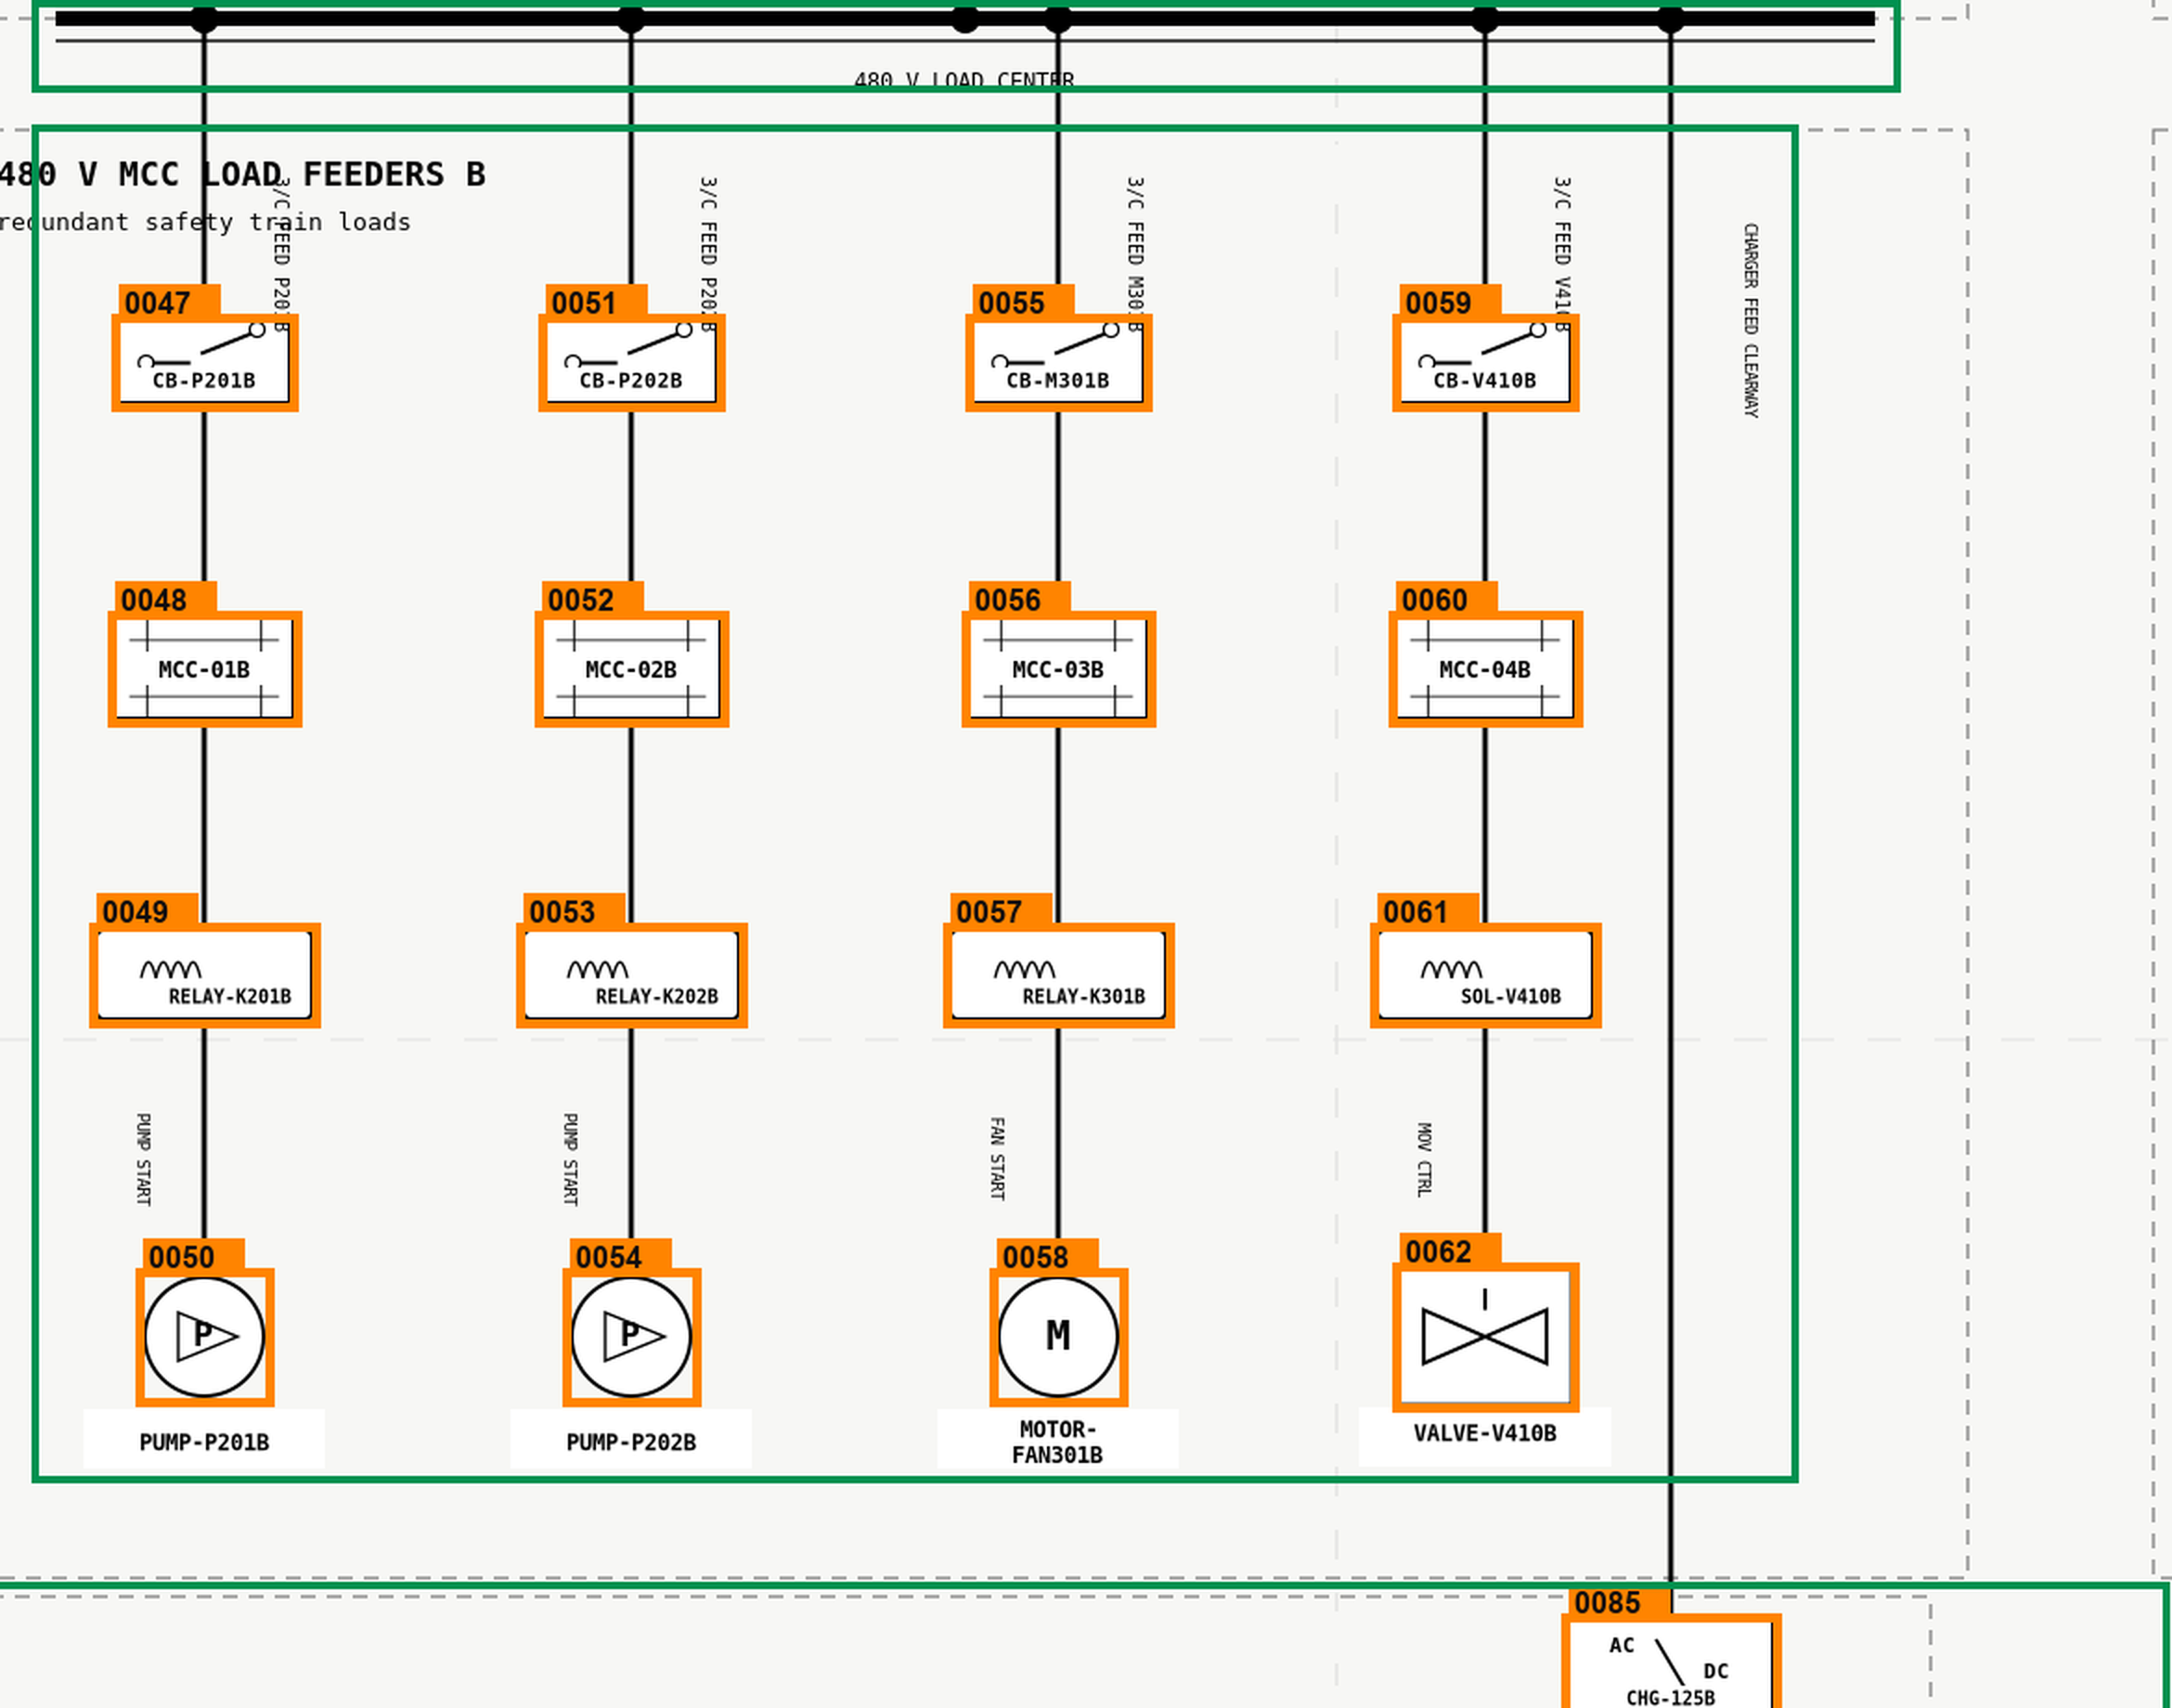 480 V LOAD CENTER
480 V MCC LOAD FEEDERS B
redundant safety train loads
3/C FEED P201B
3/C FEED P202B
3/C FEED M301B
3/C FEED V410B
CHARGER FEED CLEARWAY
0047
CB-P201B
0051
CB-P202B
0055
CB-M301B
0059
CB-V410B
0048
MCC-01B
0052
MCC-02B
0056
MCC-03B
0060
MCC-04B
0049
RELAY-K201B
0053
RELAY-K202B
0057
RELAY-K301B
0061
SOL-V410B
PUMP START
PUMP START
FAN START
MOV CTRL
0050
P
PUMP-P201B
0054
P
PUMP-P202B
0058
M
MOTOR-
FAN301B
0062
VALVE-V410B
0085
AC
DC
CHG-125B